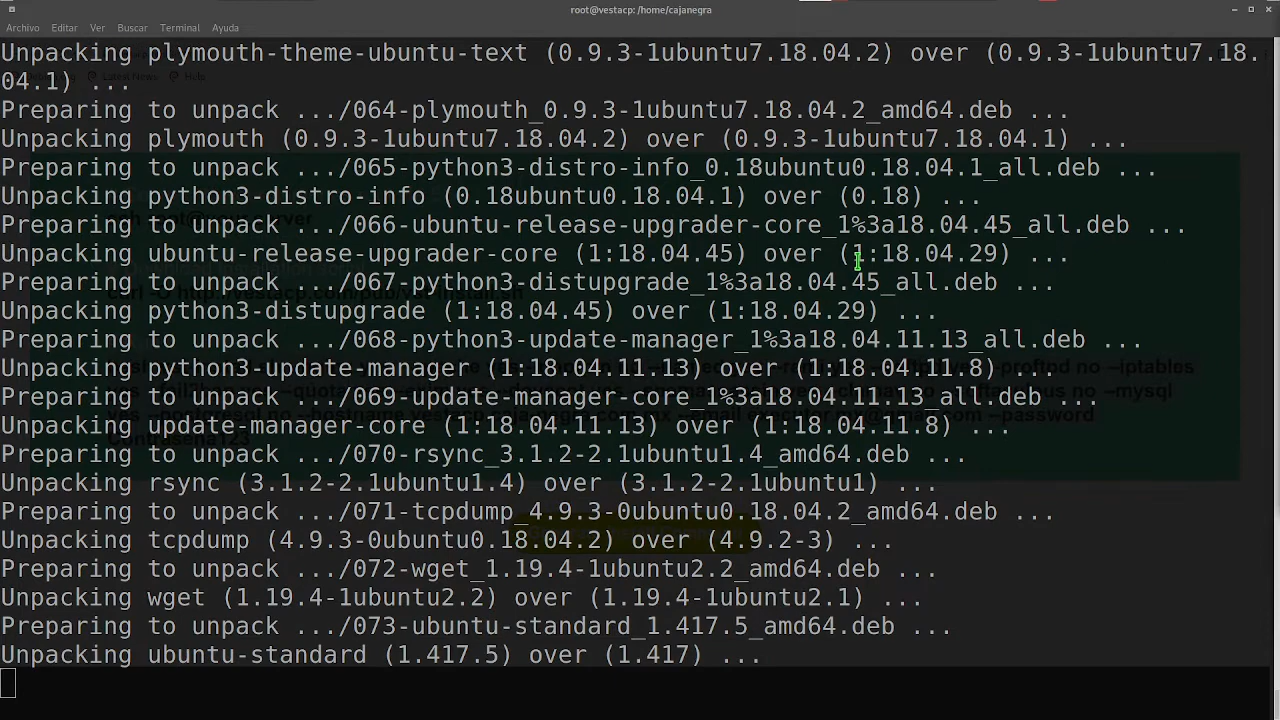 root@vestacp: /home/cajanegra
Archivo Editar Ver Buscar Terminal Ayuda
Unpacking plymouth-theme-ubuntu-text (0.9.3-1ubuntu7.18.04.2) over (0.9.3-1ubuntu7.18.
04.1) ...
Latest News
Preparing to unpack .../064-plymouth_0.9.3-1ubuntu7.18.04.2_amd64.deb ...
Unpacking plymouth (0.9.3-1ubuntu7.18.04.2) over (0.9.3-1ubuntu7.18.04.1) ...
Preparing to unpack .../065-python3-distro-info_0.18ubuntu0.18.04.1_all.deb ...
Unpacking python3-distro-info (0.18ubuntu0.18.04.1) over (0.18) ...
Preparing to unpack .../066-ubuntu-release-upgrader-core_1%3a18.04.45_all.deb ...
Unpacking ubuntu-release-upgrader-core (1:18.04.45) over (1:18.04.29) ...
Preparing to unpack .../067-python3-distupgrade_1%3a18.04.45_all.deb ...
Unpacking python3-distupgrade (1:18.04.45) over (1:18.04.29) ...
Preparing to unpack .../068-python3-update-manager_1%3a18.04.11.13_all.deb ...
Unpacking python3-update-manager (1:18.04.11.13) over (1:18.04.11.8) ...
Preparing to unpack .../069-update-manager-core_1%3a18.04.11.13_all.deb ...
Unpacking update-manager-core (1:18.04.11.13) over (1:18.04.11.8) ...
Preparing to unpack .../070-rsync_3.1.2-2.1ubuntu1.4_amd64.deb ...
Unpacking rsync (3.1.2-2.1ubuntu1.4) over (3.1.2-2.1ubuntu1) ...
Preparing to unpack .../071-tcpdump_4.9.3-0ubuntu0.18.04.2_amd64.deb ...
Unpacking tcpdump (4.9.3-0ubuntu0.18.04.2) over (4.9.2-3) ...
Preparing to unpack .../072-wget_1.19.4-1ubuntu2.2_amd64.deb ...
Unpacking wget (1.19.4-1ubuntu2.2) over (1.19.4-1ubuntu2.1) ...
Preparing to unpack .../073-ubuntu-standard_1.417.5_amd64.deb ...
Unpacking ubuntu-standard (1.417.5) over (1.417) ...